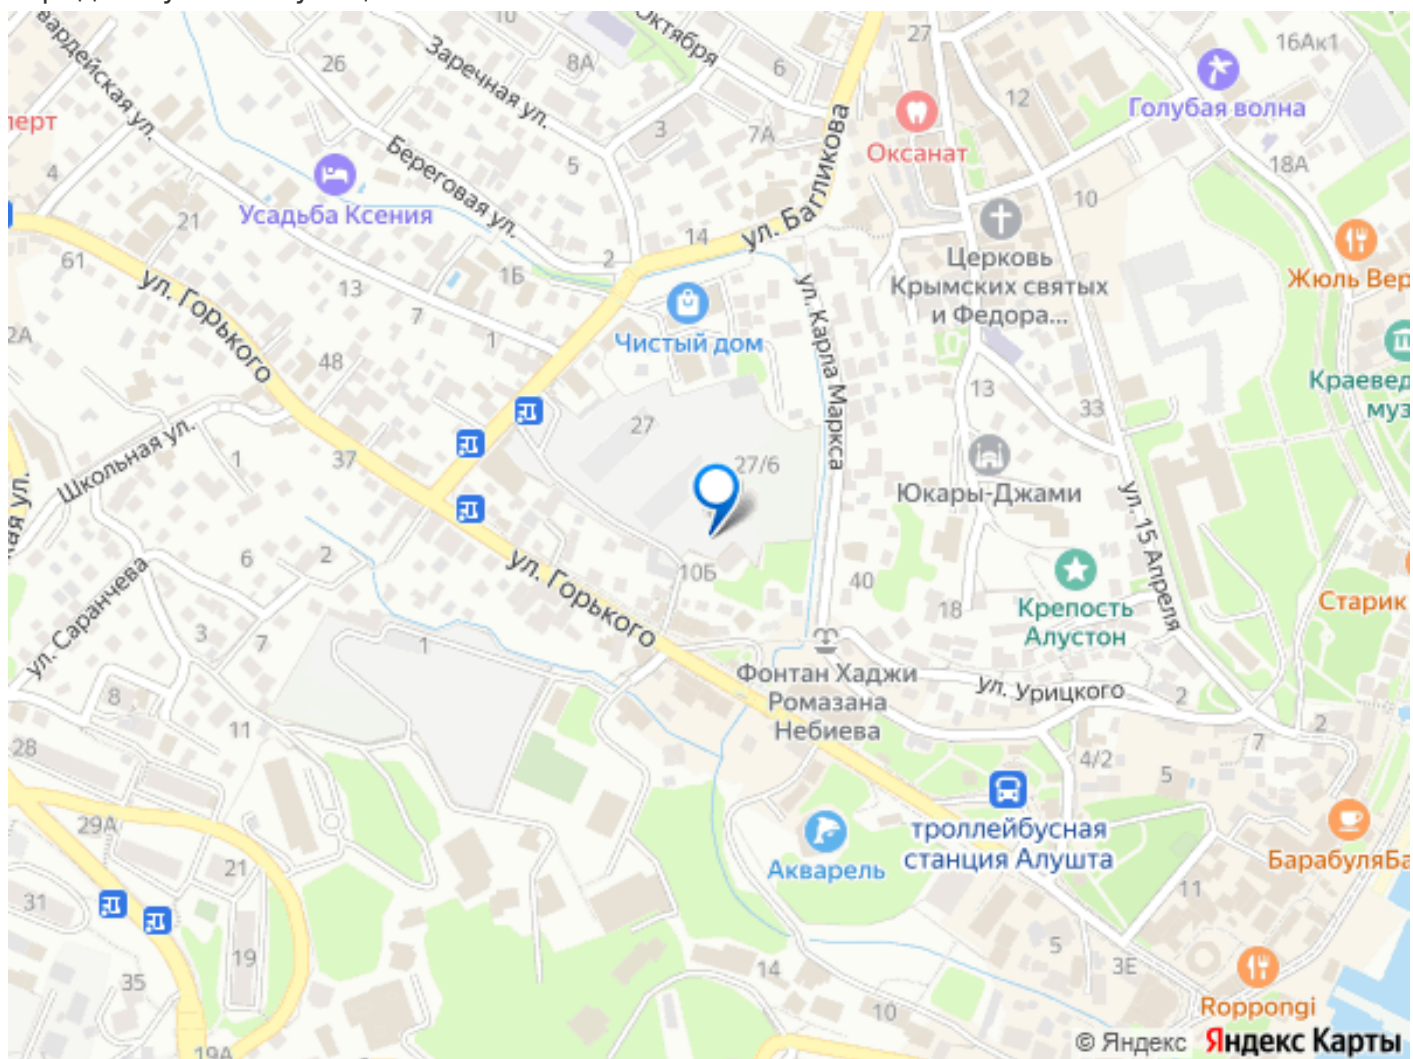 10
Октября
16Ак1
27
вардейская ул.
Заречная ул.
8А
26
6
Голубая волна
12
перт
3
7А
ул. Багликова
Оксанат
4
Береговая ул.
5
18А
10
Усадьба Ксения
21
14
2
Церковь
Крымских святых
и Федора...
61
1Б
ул. Горького
13
7
Жюль Вер
ул. Карла Маркса
2А
1
Чистый дом
48
13
Краевед
муз
33
27
Школьная ул.
1
37
27/6
Юкары-Джами
ул. 15 Апреля
кая ул.
6
2
ул. Горького
10Б
40
18
Крепость
Алустон
Старик
ул. Саранчева
3
7
1
Фонтан Хаджи
Ромазана
Небиева
ул. Урицкого
2
8
11
2
28
7
4/2
5
29А
троллейбусная
станция Алушта
21
Акварель
БарабуляБа
11
31
19
5
3Е
14
35
10
Roppongi
19А
© Яндекс Яндекс Карты